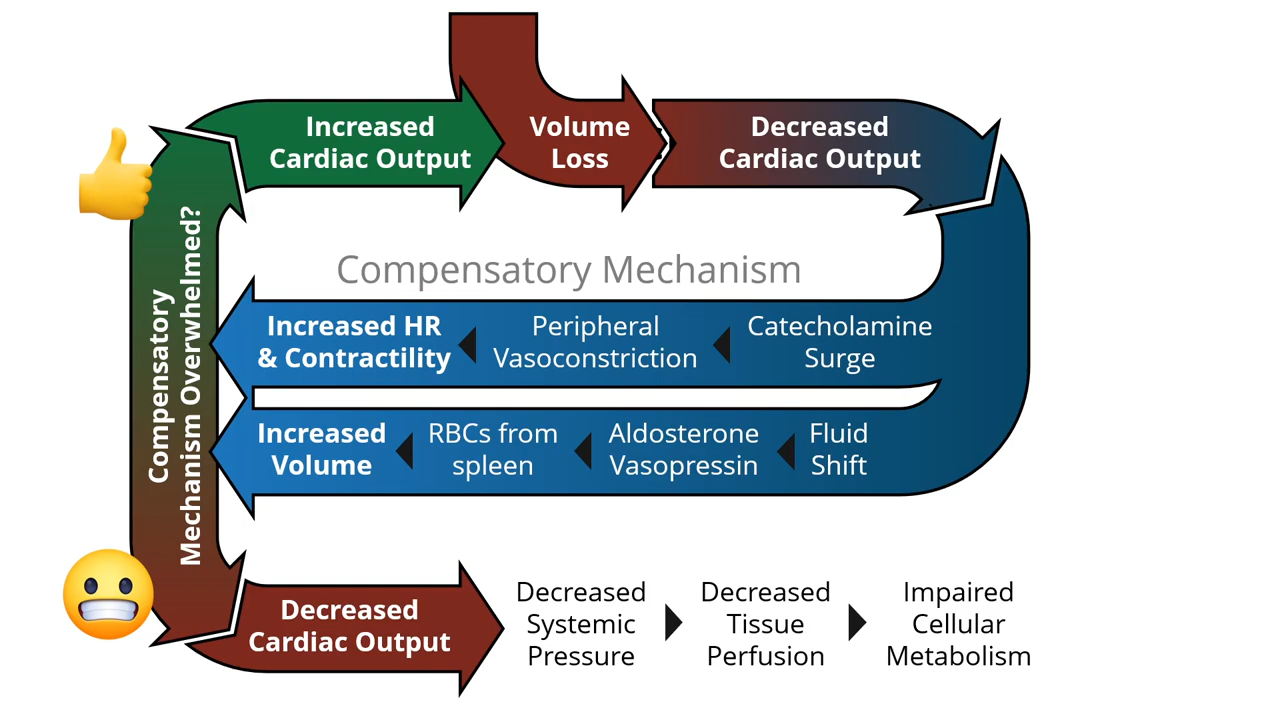 Increased
Cardiac Output
Volume
Loss
Decreased
Cardiac Output
Compensatory Mechanism
Increased HR
& Contractility
Peripheral
Vasoconstriction
Catecholamine
Surge
Increased
Volume
RBCs from
spleen
Aldosterone
Vasopressin
Fluid
Shift
Compensatory
Mechanism Overwhelmed?
Decreased
Cardiac Output
Decreased
Systemic
Pressure
Decreased
Tissue
Perfusion
Impaired
Cellular
Metabolism